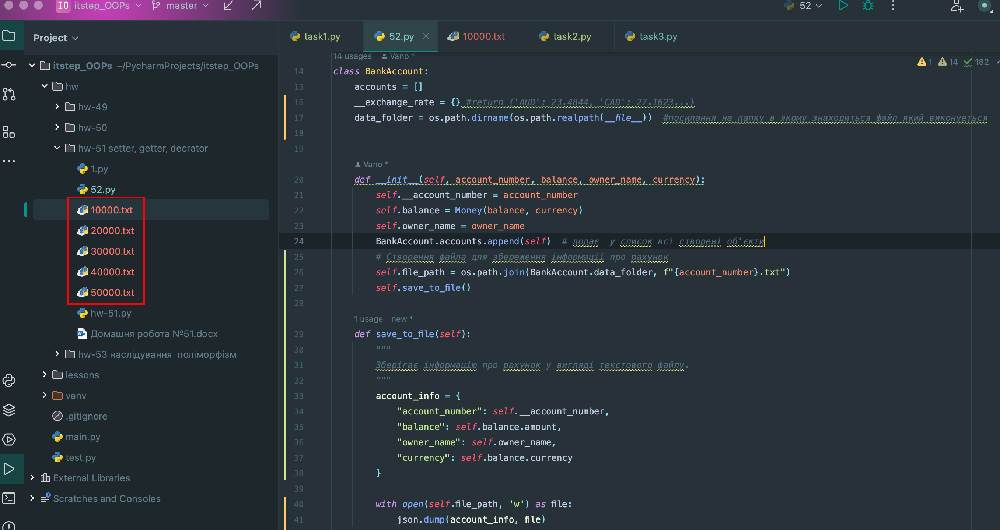 IO itstep_OOPs master 52
Project
itstep_OOPs ~/PycharmProjects/itstep_OOPs
hw
hw-49
hw-50
hw-51 setter, getter, decrator
1.py
52.py
10000.txt
20000.txt
30000.txt
40000.txt
50000.txt
hw-51.py
Домашня робота №51.docx
hw-53 наслідування поліморфізм
lessons
venv
.gitignore
main.py
test.py
External Libraries
Scratches and Consoles
task1.py 52.py 10000.txt task2.py task3.py
14 usages Vano *
1 14 182
14 class BankAccount:
15 accounts = []
16 __exchange_rate = {} #return {'AUD': 23.4844, 'CAD': 27.1623...}
17 data_folder = os.path.dirname(os.path.realpath(__file__)) #посилання на папку в якому знаходиться файл який виконується
18
19
Vano *
20 def __init__(self, account_number, balance, owner_name, currency):
21 self.__account_number = account_number
22 self.balance = Money(balance, currency)
23 self.owner_name = owner_name
24 BankAccount.accounts.append(self) # додає у список всі створені об'єкти
25 # Створення файла для збереження інформації про рахунок
26 self.file_path = os.path.join(BankAccount.data_folder, f"{account_number}.txt")
27 self.save_to_file()
28
1 usage new *
29 def save_to_file(self):
30 """
31 Зберігає інформацію про рахунок у вигляді текстового файлу.
32 """
33 account_info = {
34 "account_number": self.__account_number,
35 "balance": self.balance.amount,
36 "owner_name": self.owner_name,
37 "currency": self.balance.currency
38 }
39
40 with open(self.file_path, 'w') as file:
41 json.dump(account_info, file)